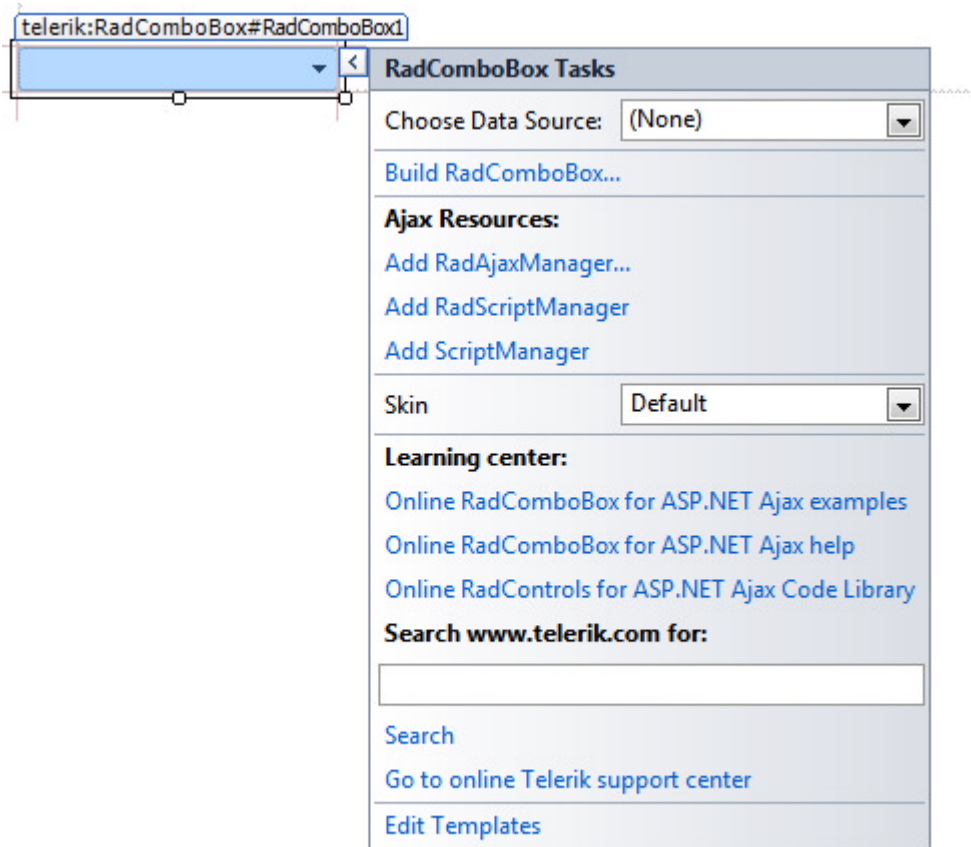 telerik:RadComboBox#RadComboBox1
RadComboBox Tasks
Choose Data Source: (None)
Build RadComboBox...
Ajax Resources:
Add RadAjaxManager...
Add RadScriptManager
Add ScriptManager
Skin Default
Learning center:
Online RadComboBox for ASP.NET Ajax examples
Online RadComboBox for ASP.NET Ajax help
Online RadControls for ASP.NET Ajax Code Library
Search www.telerik.com for:
Search
Go to online Telerik support center
Edit Templates